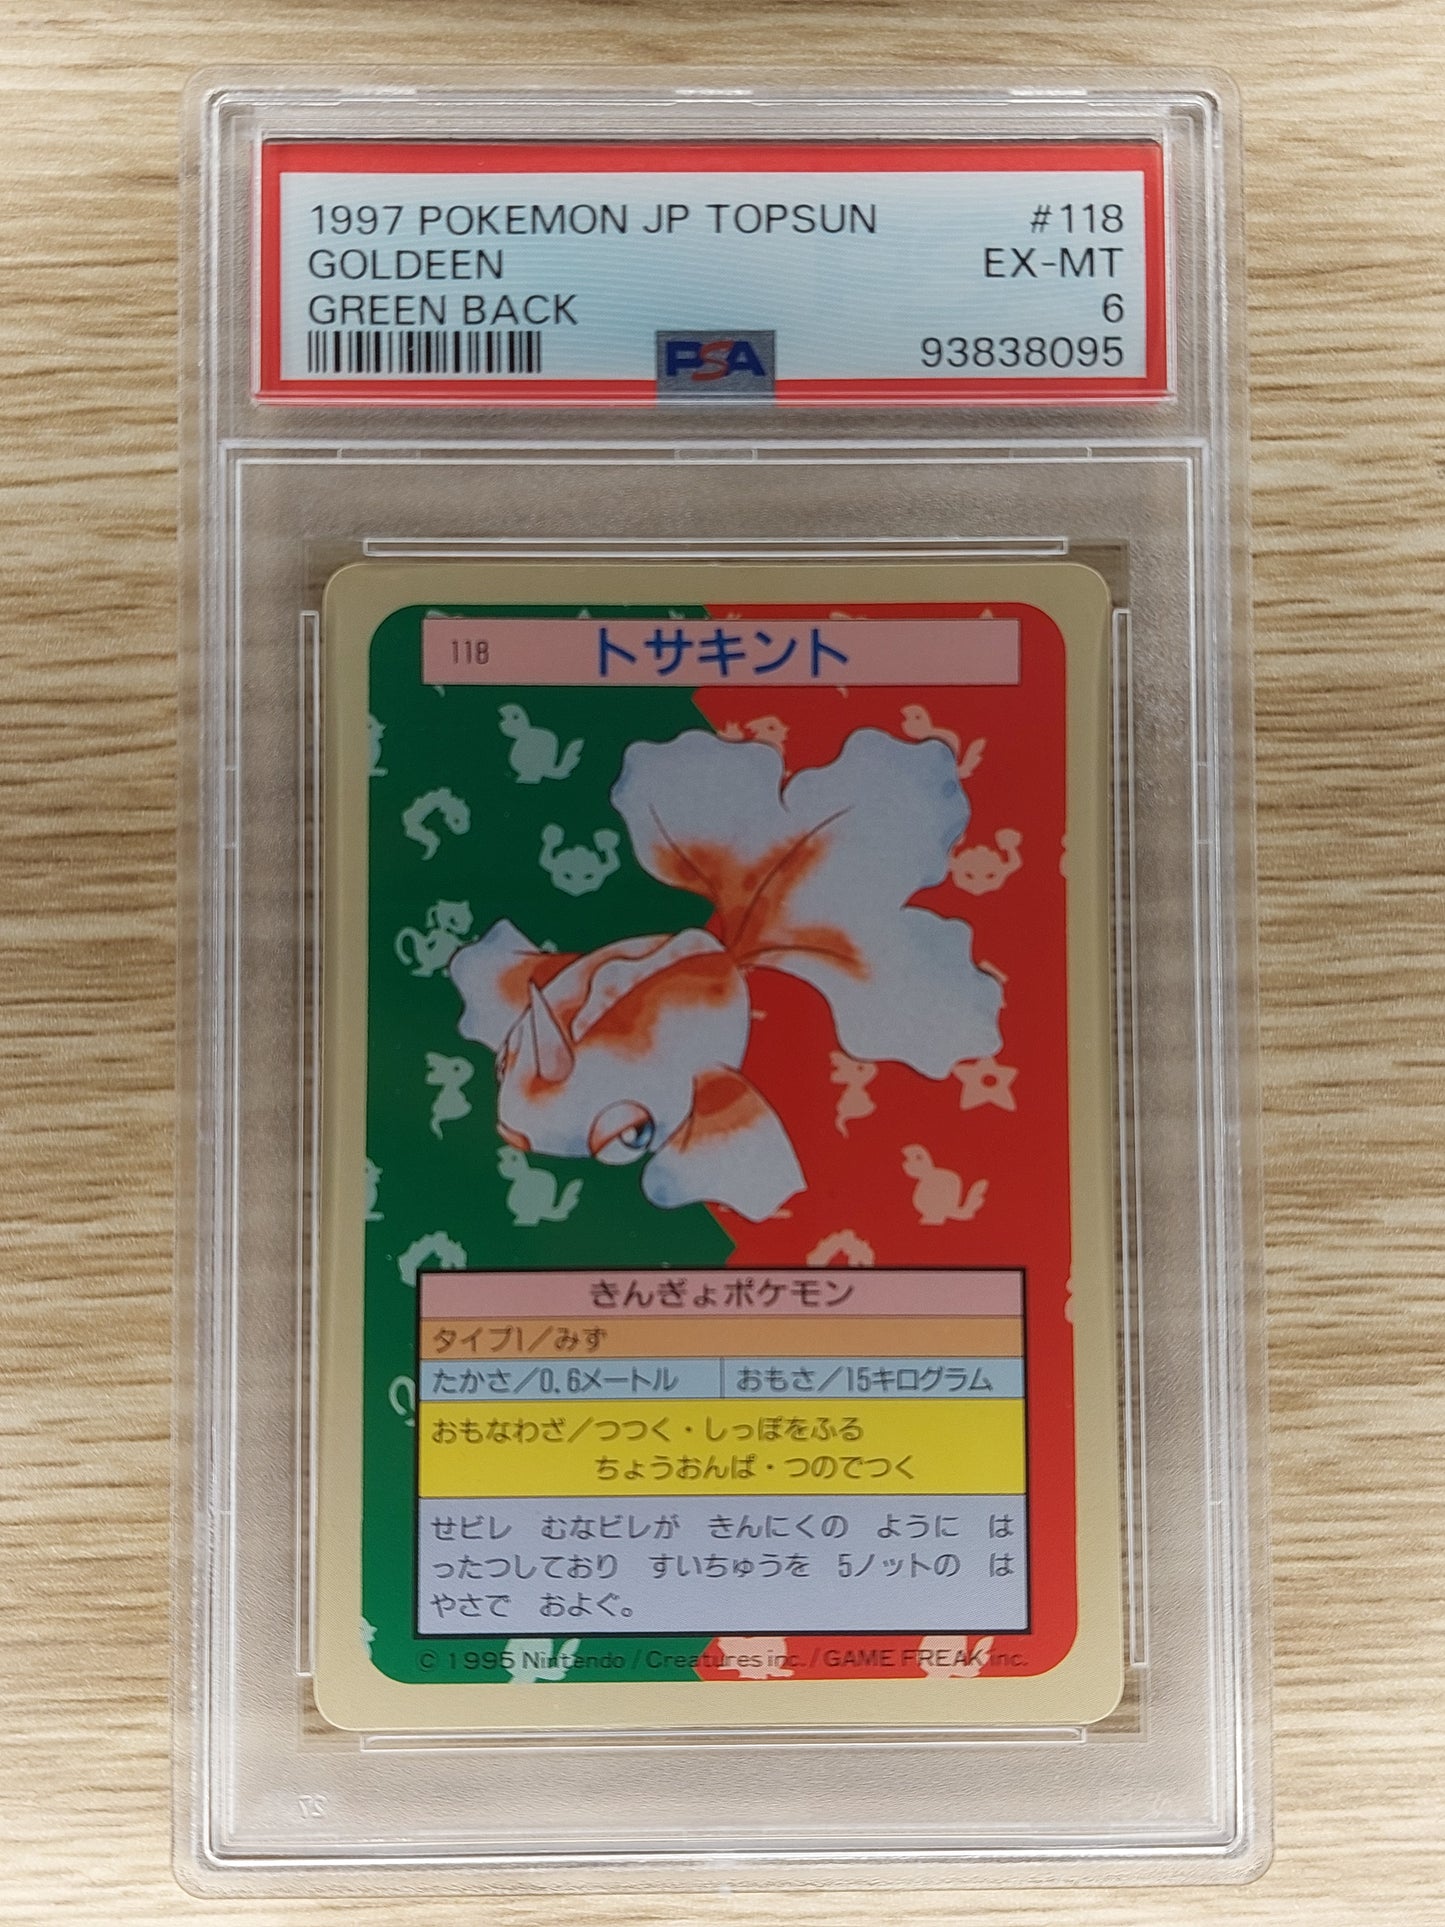 1997 POKEMON JP TOPSUN #118
GOLDEEN EX-MT
GREEN BACK 6
PSA 93838095
118 トサキント
きんぎょポケモン
タイプ1/みず
たかさ/0.6メートル おもさ/15キログラム
おもなわざ/つつく・しっぽをふる
ちょうおんぱ・つのでつく
せビレ むなビレが きんにくの ように は
ったつしており すいちゅうを 5ノットの は
やさで およぐ。
© 1995 Nintendo/Creatures inc./GAME FREAK inc.